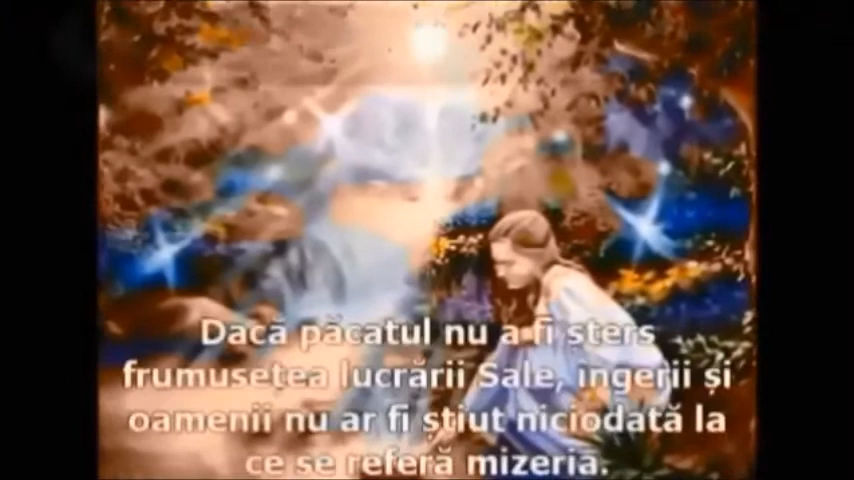 Dacă păcatul nu a fi șters
frumusețea lucrării Sale, îngerii și
oamenii nu ar fi știut niciodată la
ce se referă mizeria.